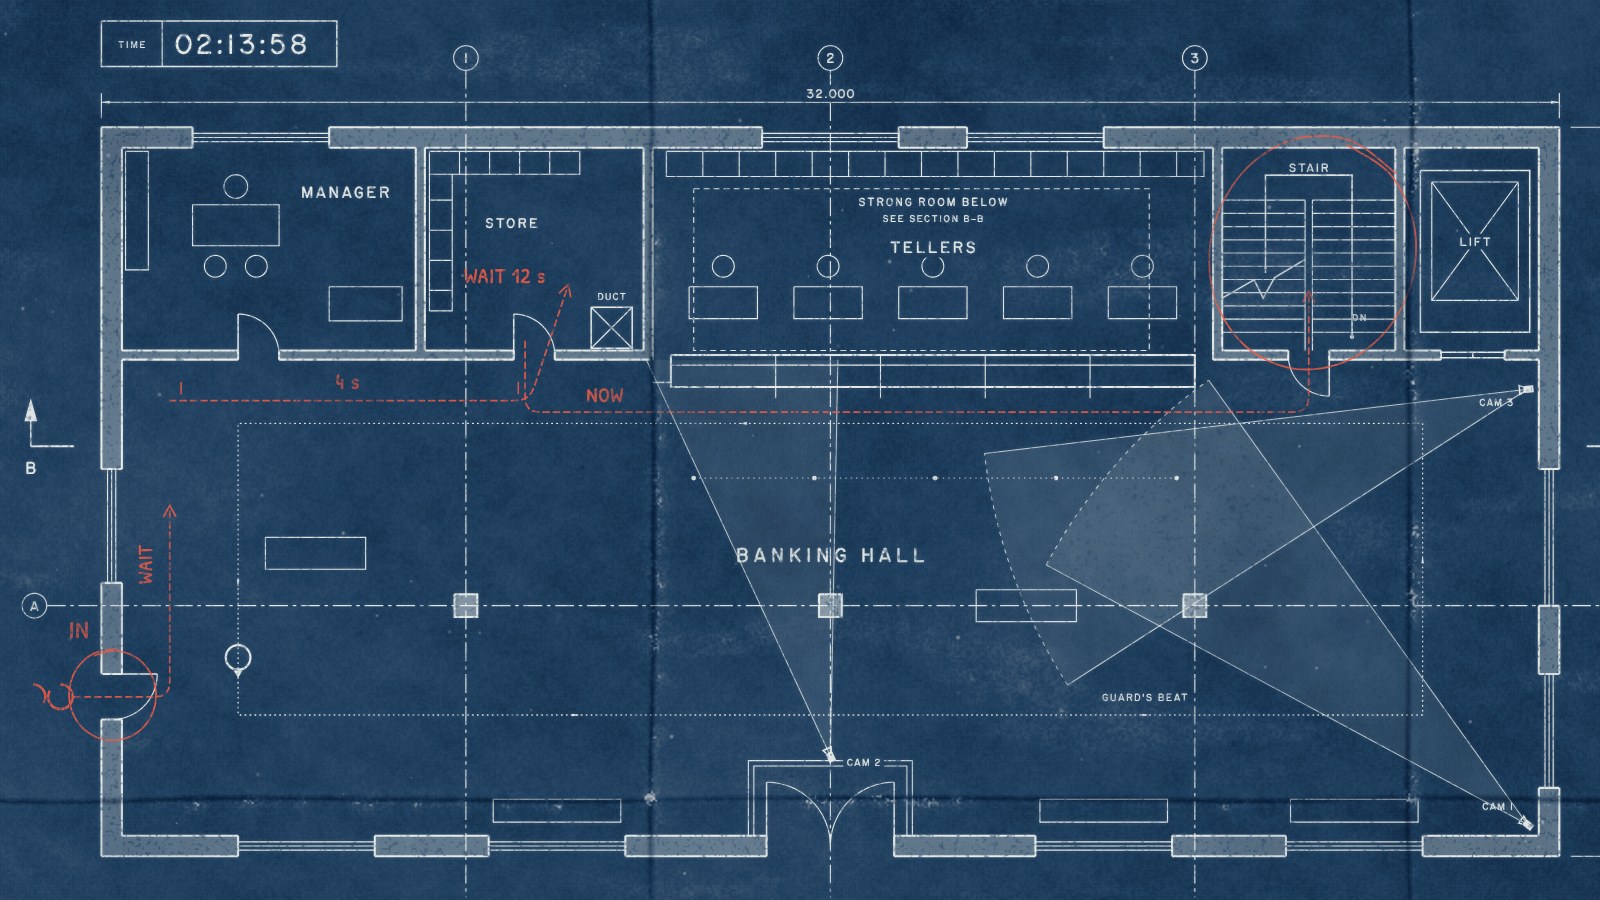 TIME 02:13:58
1
2
3
32.000
MANAGER
STORE
WAIT 12 s
DUCT
STRONG ROOM BELOW
SEE SECTION B-B
TELLERS
STAIR
DN
LIFT
4 s
NOW
CAM 3
B
BANKING HALL
WAIT
A
IN
GUARD'S BEAT
CAM 2
CAM 1